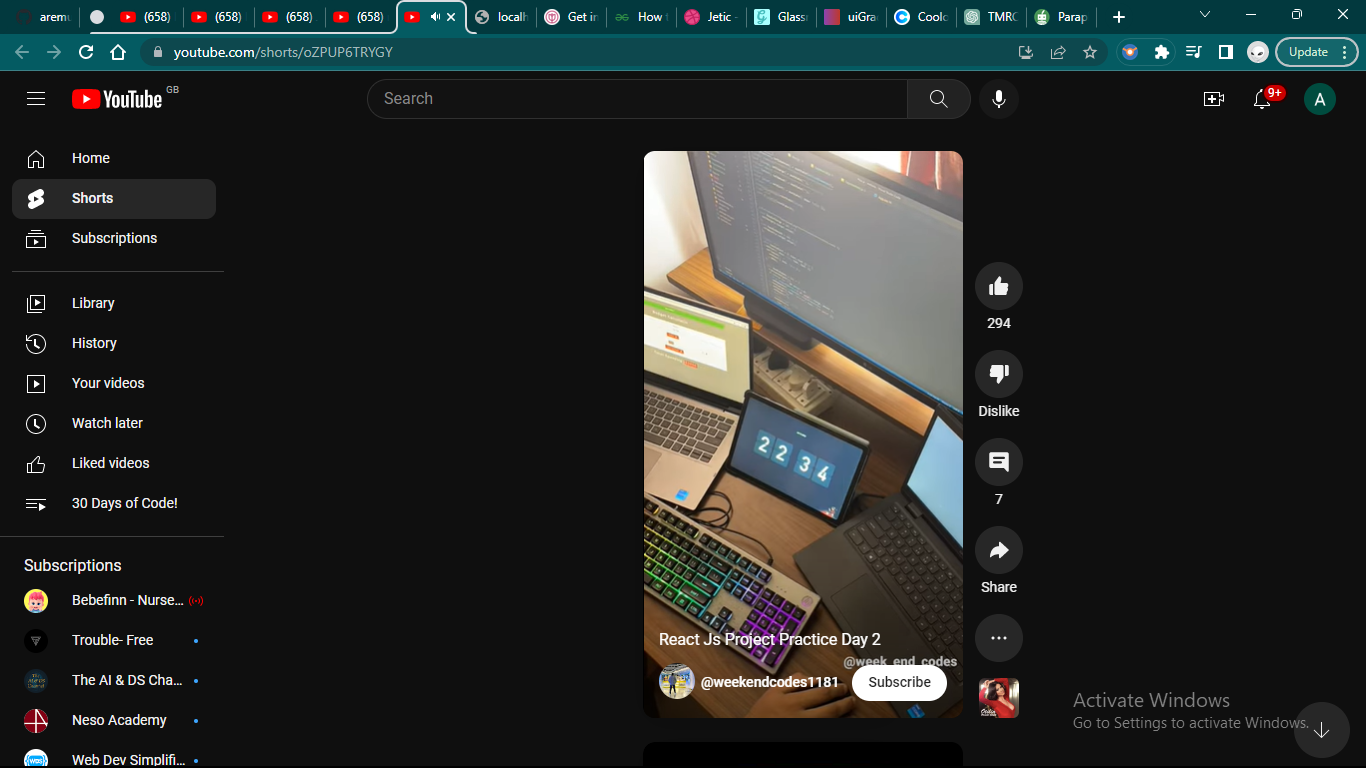 aremu
(658)
(658)
(658)
(658)
localh
Get in
How t
Jetic -
Glass
uiGra
Coolo
TMRC
Parap
youtube.com/shorts/oZPUP6TRYGY
Update
YouTube GB
Search
9+
A
Home
Shorts
Subscriptions
Library
History
Your videos
Watch later
Liked videos
30 Days of Code!
Subscriptions
Bebefinn - Nurse...
Trouble- Free
The AI & DS Cha...
Neso Academy
Web Dev Simplifi...
22 34
React Js Project Practice Day 2
@week_end_codes
@weekendcodes1181
Subscribe
294
Dislike
7
Share
Activate Windows
Go to Settings to activate Windows.